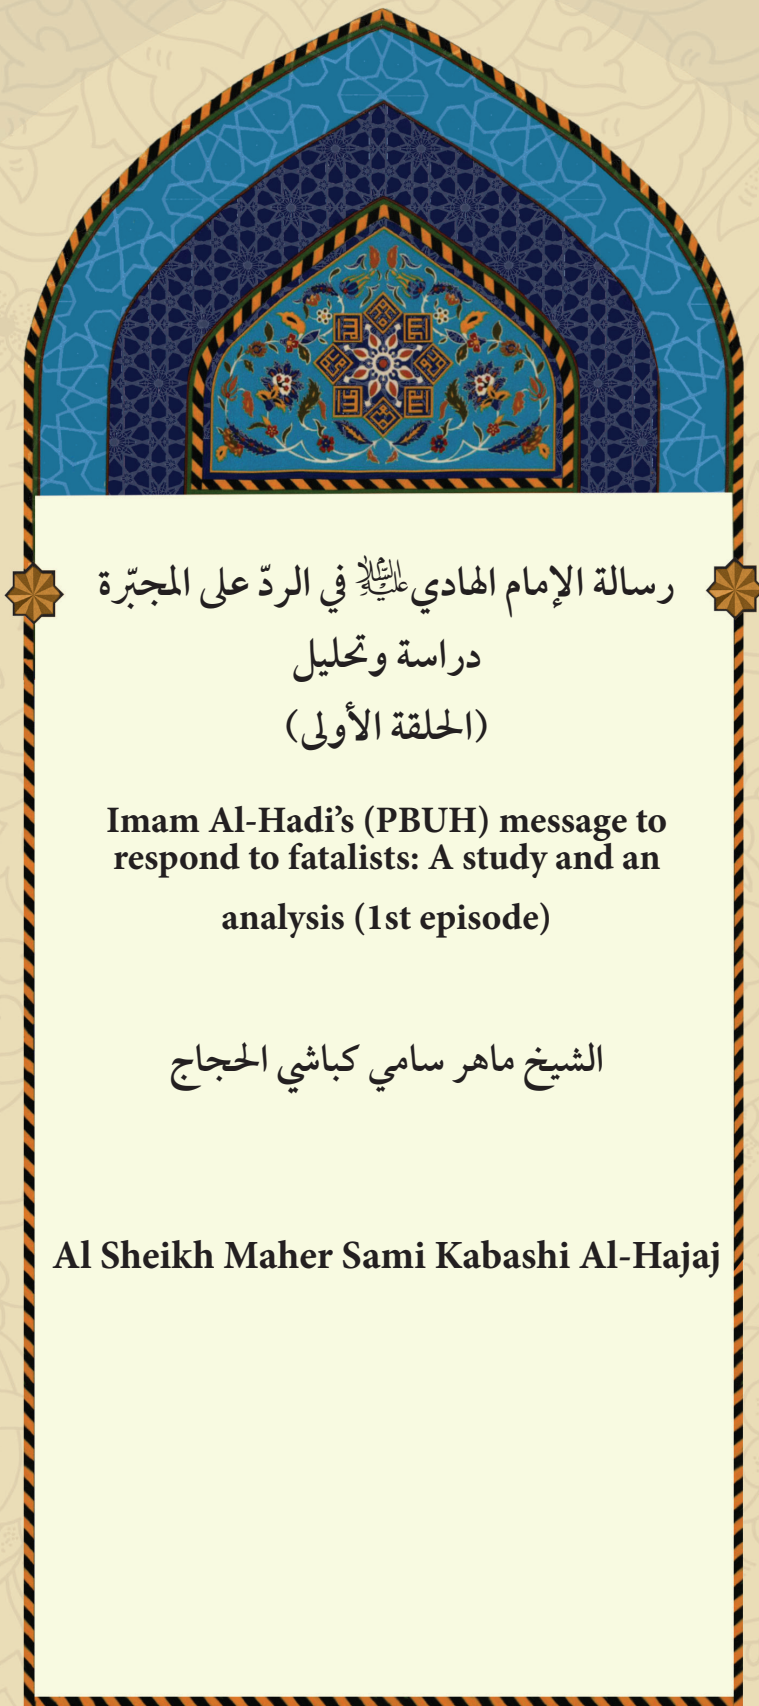 رسالة الإمام الهادي عليه السلام في الردّ على المجبّرة
دراسة وتحليل
(الحلقة الأولى)
Imam Al-Hadi’s (PBUH) message to
respond to fatalists: A study and an
analysis (1st episode)
الشيخ ماهر سامي كباشي الحجاج
Al Sheikh Maher Sami Kabashi Al-Hajaj